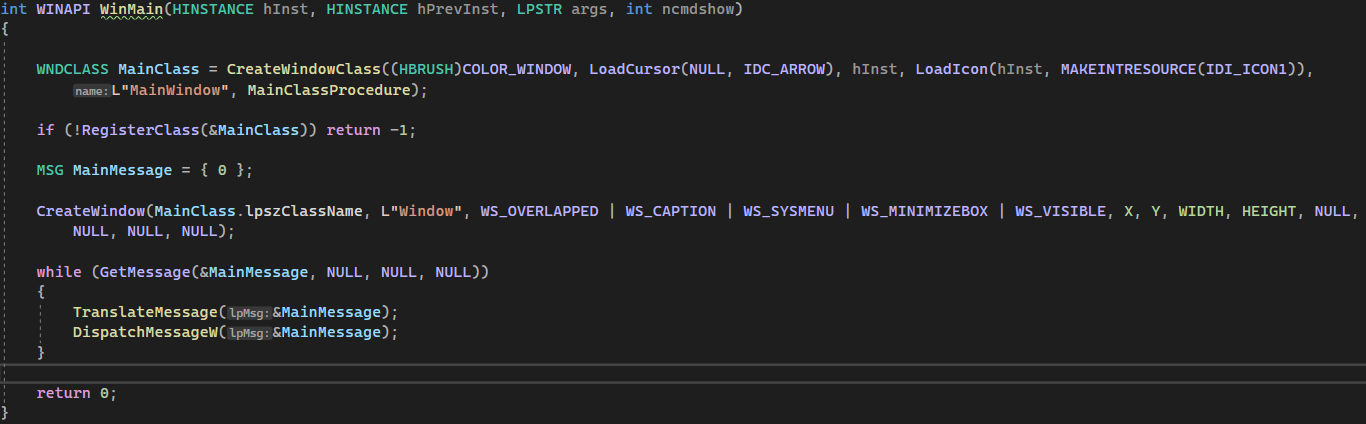 int WINAPI WinMain(HINSTANCE hInst, HINSTANCE hPrevInst, LPSTR args, int ncmdshow)
{
WNDCLASS MainClass = CreateWindowClass((HBRUSH)COLOR_WINDOW, LoadCursor(NULL, IDC_ARROW), hInst, LoadIcon(hInst, MAKEINTRESOURCE(IDI_ICON1)),
name: L"MainWindow", MainClassProcedure);
if (!RegisterClass(&MainClass)) return -1;
MSG MainMessage = { 0 };
CreateWindow(MainClass.lpszClassName, L"Window", WS_OVERLAPPED | WS_CAPTION | WS_SYSMENU | WS_MINIMIZEBOX | WS_VISIBLE, X, Y, WIDTH, HEIGHT, NULL,
NULL, NULL, NULL);
while (GetMessage(&MainMessage, NULL, NULL, NULL))
{
TranslateMessage(lpMsg: &MainMessage);
DispatchMessageW(lpMsg: &MainMessage);
}
return 0;
}